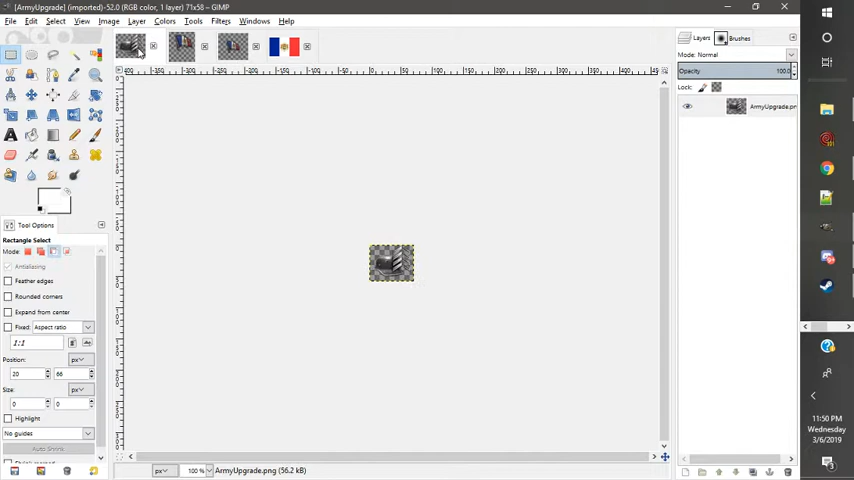 [ArmyUpgrade] (imported)-52.0 (RGB color, 1 layer) 71x58 – GIMP
File Edit Select View Image Layer Colors Tools Filters Windows Help
Layers Brushes
Mode: Normal
Opacity 100.0
Lock:
ArmyUpgrade.pn
Tool Options
Rectangle Select
Mode:
Antialiasing
Feather edges
Rounded corners
Expand from center
Fixed: Aspect ratio
1:1
Position:
px
20 66
Size:
px
0 0
Highlight
No guides
Auto Shrink
px 100 % ArmyUpgrade.png (56.2 kB)
11:50 PM
Wednesday
3/6/2019
3